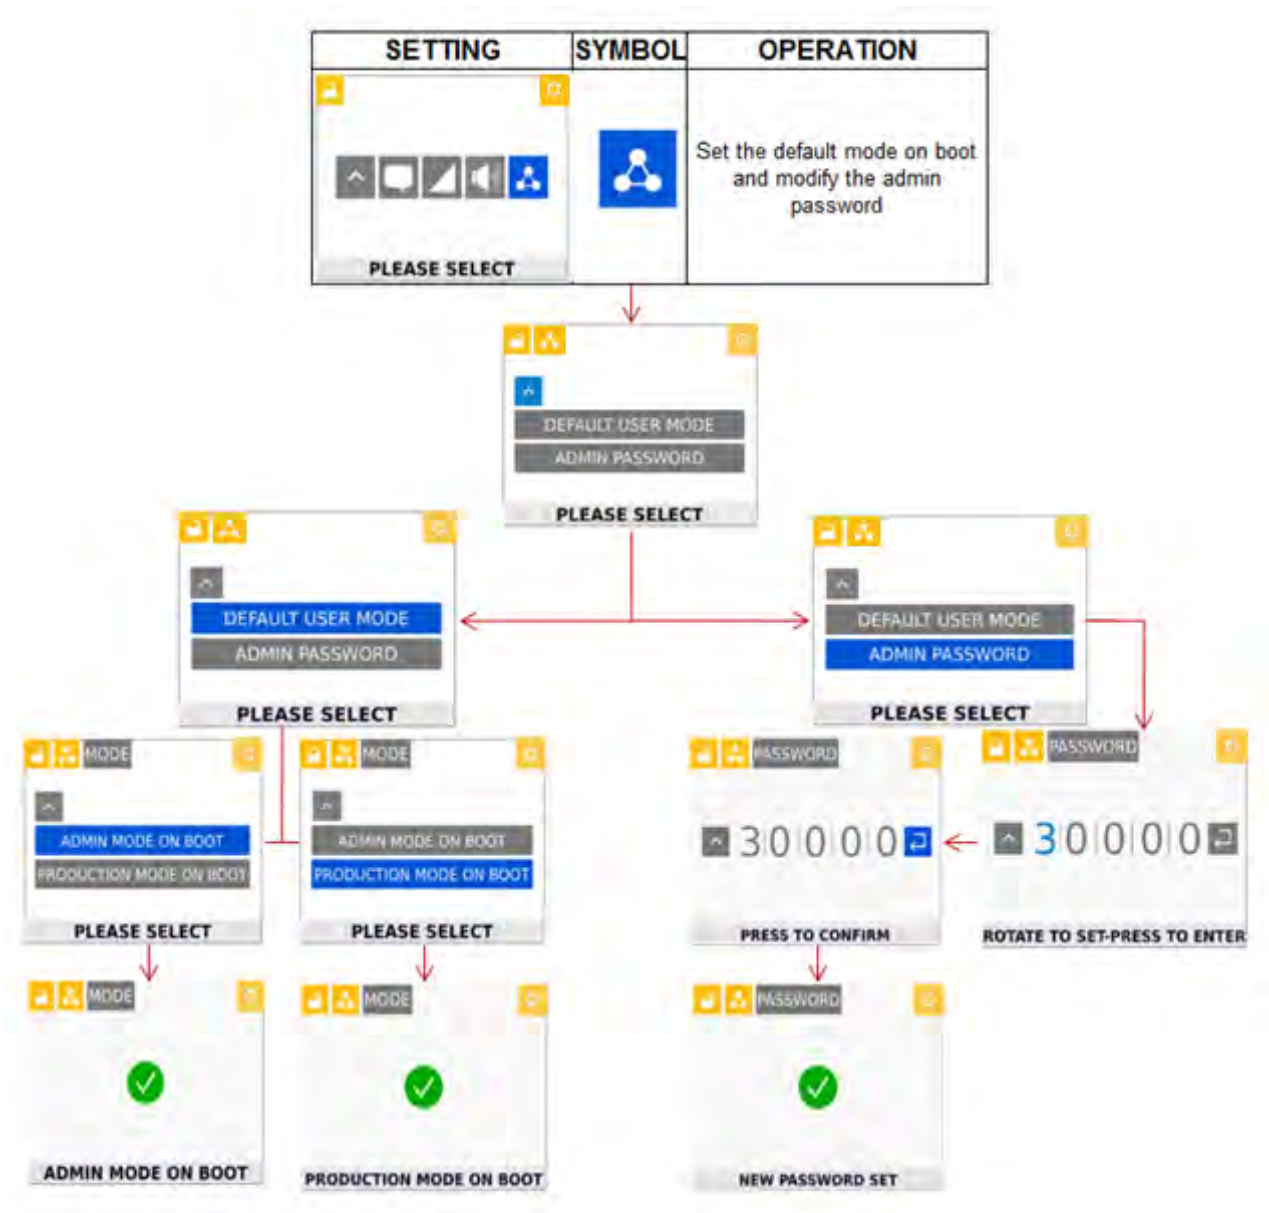 SETTING SYMBOL OPERATION
Set the default mode on boot
and modify the admin
password
PLEASE SELECT
DEFAULT USER MODE
ADMIN PASSWORD
PLEASE SELECT
DEFAULT USER MODE
ADMIN PASSWORD
PLEASE SELECT
DEFAULT USER MODE
ADMIN PASSWORD
PLEASE SELECT
MODE
ADMIN MODE ON BOOT
PRODUCTION MODE ON BOOT
PLEASE SELECT
MODE
ADMIN MODE ON BOOT
PRODUCTION MODE ON BOOT
PLEASE SELECT
PASSWORD
30000
PRESS TO CONFIRM
PASSWORD
30000
ROTATE TO SET-PRESS TO ENTER
MODE
ADMIN MODE ON BOOT
MODE
PRODUCTION MODE ON BOOT
PASSWORD
NEW PASSWORD SET